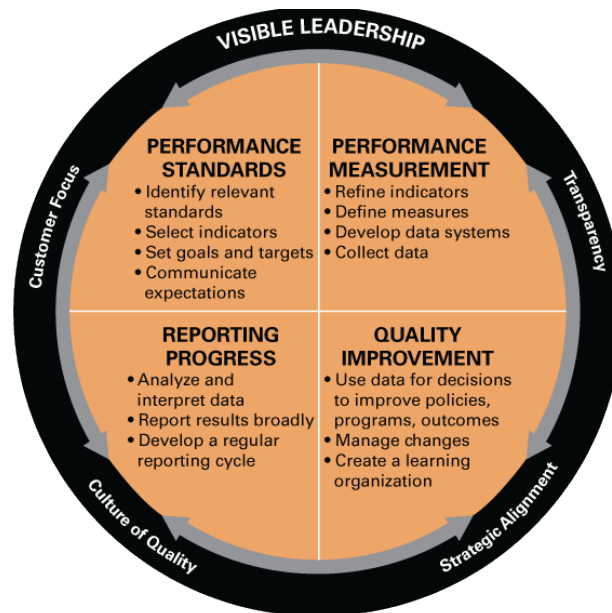 VISIBLE LEADERSHIP
Customer Focus
Transparency
PERFORMANCE
STANDARDS
• Identify relevant
standards
• Select indicators
• Set goals and targets
• Communicate
expectations
PERFORMANCE
MEASUREMENT
• Refine indicators
• Define measures
• Develop data systems
• Collect data
REPORTING
PROGRESS
• Analyze and
interpret data
• Report results broadly
• Develop a regular
reporting cycle
QUALITY
IMPROVEMENT
• Use data for decisions
to improve policies,
programs, outcomes
• Manage changes
• Create a learning
organization
Culture of Quality
Strategic Alignment